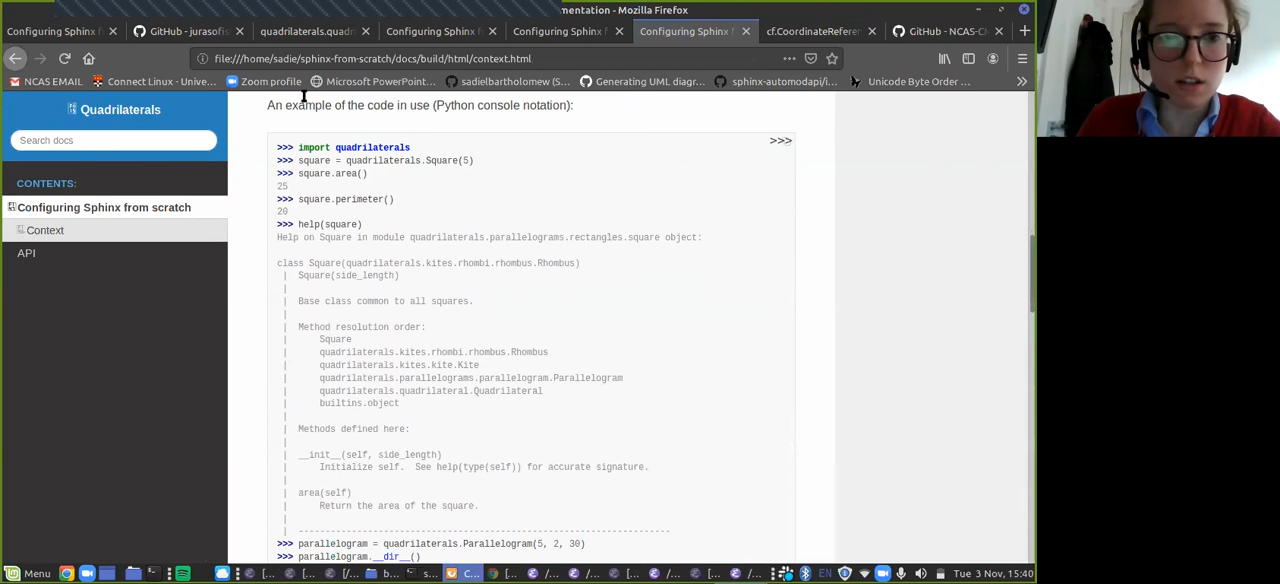 mentation - Mozilla Firefox
Configuring Sphinx f
GitHub - jurasofis
quadrilaterals.quadri
Configuring Sphinx f
Configuring Sphinx f
Configuring Sphinx f
cf.CoordinateReferen
GitHub - NCAS-C
file:///home/sadie/sphinx-from-scratch/docs/build/html/context.html
NCAS EMAIL
Connect Linux - Unive...
Zoom profile
Microsoft PowerPoint...
sadielbartholomew (S...
Generating UML diagr...
sphinx-automodapi/i...
Unicode Byte Order ...
Quadrilaterals
Search docs
CONTENTS:
Configuring Sphinx from scratch
Context
API
An example of the code in use (Python console notation):
>>>
>>> import quadrilaterals
>>> square = quadrilaterals.Square(5)
>>> square.area()
25
>>> square.perimeter()
20
>>> help(square)
Help on Square in module quadrilaterals.parallelograms.rectangles.square object:
class Square(quadrilaterals.kites.rhombi.rhombus.Rhombus)
| Square(side_length)
|
| Base class common to all squares.
|
| Method resolution order:
| Square
| quadrilaterals.kites.rhombi.rhombus.Rhombus
| quadrilaterals.kites.kite.Kite
| quadrilaterals.parallelograms.parallelogram.Parallelogram
| quadrilaterals.quadrilateral.Quadrilateral
| builtins.object
|
| Methods defined here:
|
| __init__(self, side_length)
| Initialize self. See help(type(self)) for accurate signature.
|
| area(self)
| Return the area of the square.
|
| ----------------------------------------------------------------------
>>> parallelogram = quadrilaterals.Parallelogram(5, 2, 30)
>>> parallelogram.__dir__()
Menu
EN
Tue 3 Nov, 15:40